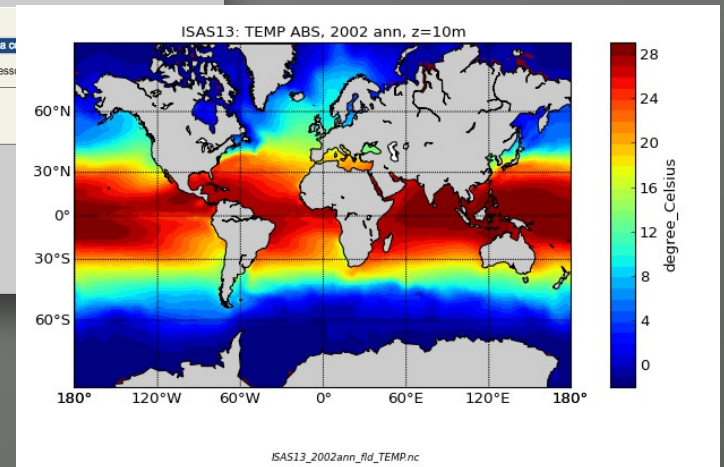 a c
ess
ISAS13: TEMP ABS, 2002 ann, z=10m
60°N
30°N
0°
30°S
60°S
180° 120°W 60°W 0° 60°E 120°E 180°
28
24
20
16
12
8
4
0
degree_Celsius
ISAS13_2002ann_fld_TEMP.nc